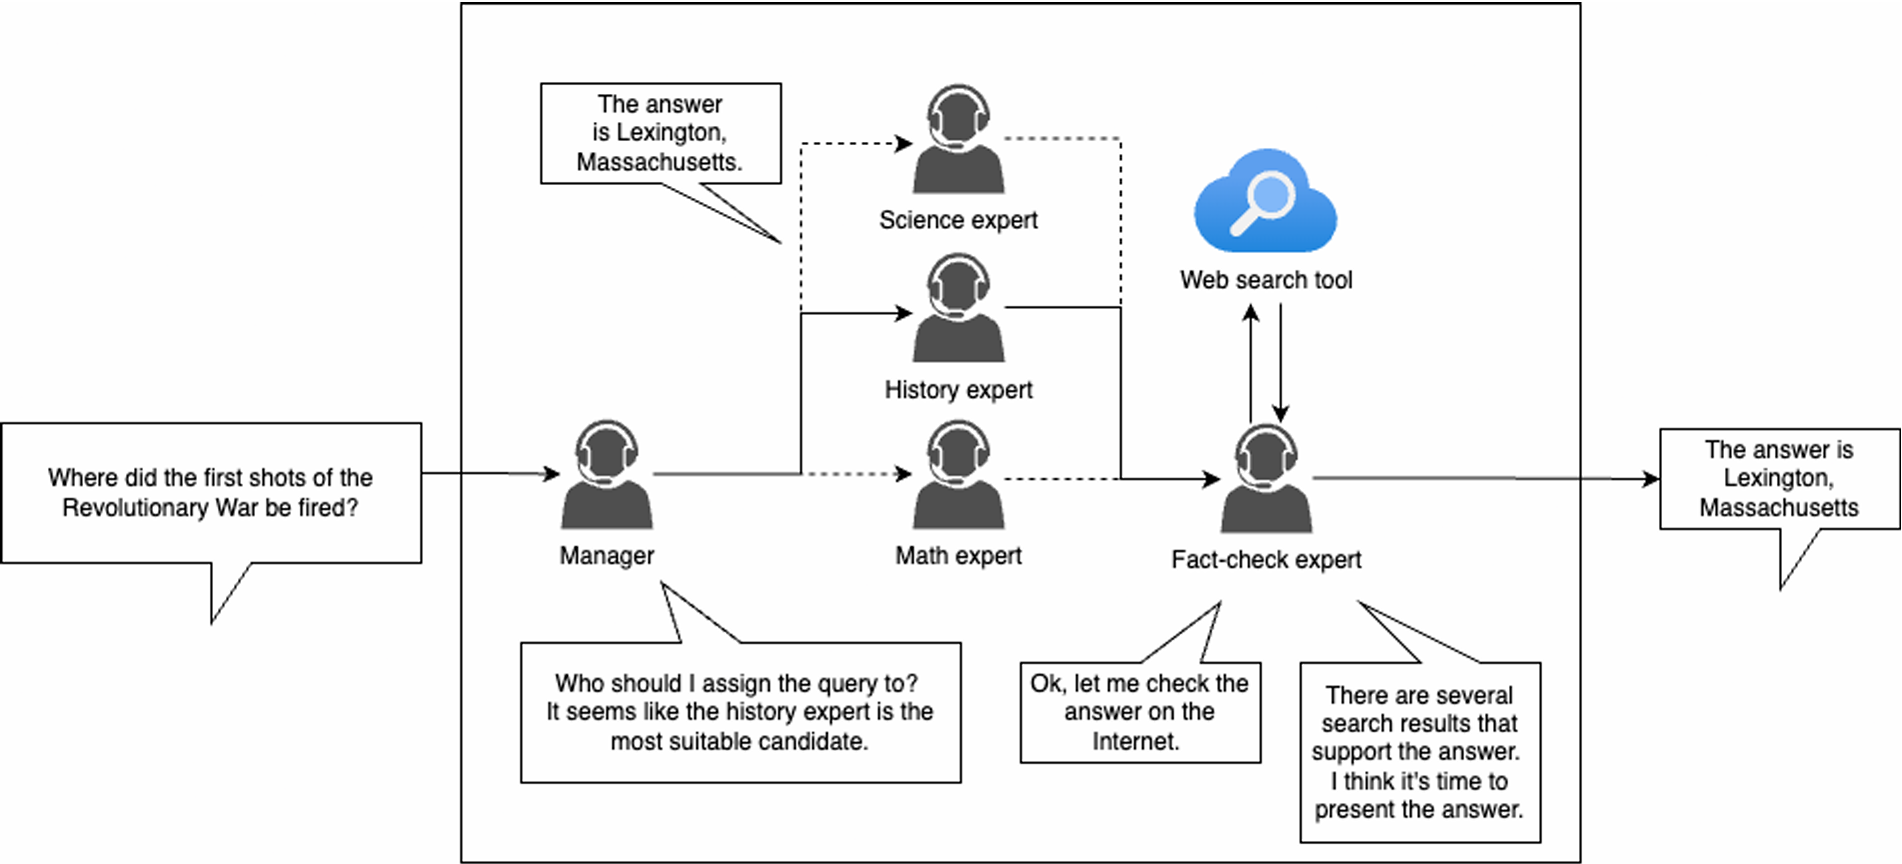 The answer
is Lexington,
Massachusetts.
Science expert
Web search tool
History expert
Where did the first shots of the
Revolutionary War be fired?
Manager
Math expert
Fact-check expert
The answer is
Lexington,
Massachusetts
Who should I assign the query to?
It seems like the history expert is the
most suitable candidate.
Ok, let me check the
answer on the
Internet.
There are several
search results that
support the answer.
I think it's time to
present the answer.